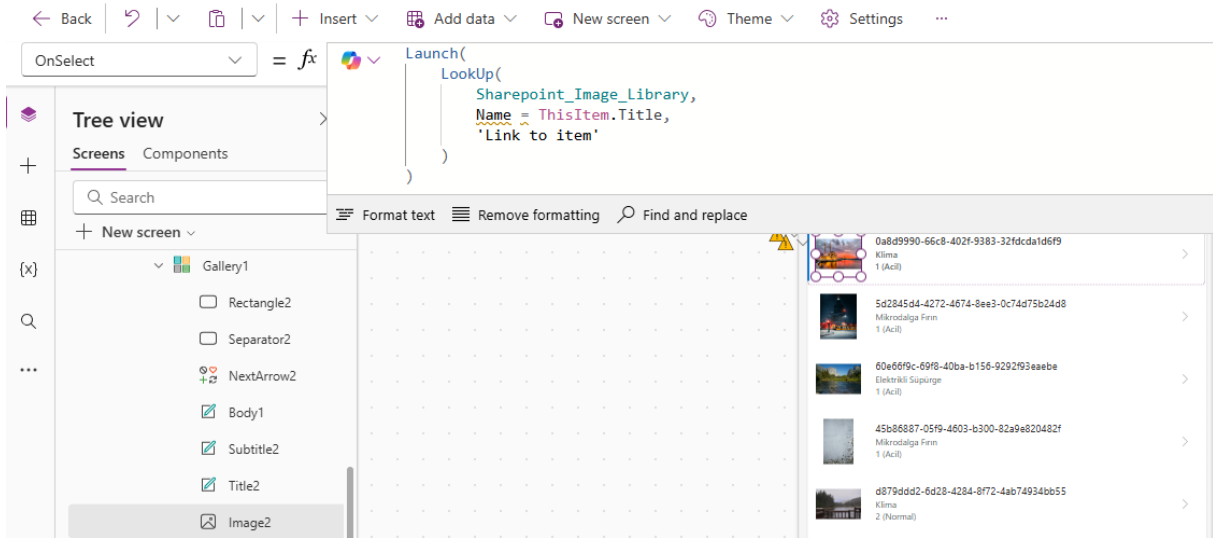 Back
Insert
Add data
New screen
Theme
Settings
OnSelect
= fx
Launch(
LookUp(
Sharepoint_Image_Library,
Name = ThisItem.Title,
'Link to item'
)
)
Format text
Remove formatting
Find and replace
Tree view
Screens
Components
Search
New screen
Gallery1
Rectangle2
Separator2
NextArrow2
Body1
Subtitle2
Title2
Image2
{x}
0a8d9990-66c8-402f-9383-32fdcda1d6f9
Klima
1 (Acil)
5d2845d4-4272-4674-8ee3-0c74d75b24d8
Mikrodalga Fırın
1 (Acil)
60e66f9c-69f8-40ba-b156-9292f93eaebe
Elektrikli Süpürge
1 (Acil)
45b86887-05f9-4603-b300-82a9e820482f
Mikrodalga Fırın
1 (Acil)
d879ddd2-6d28-4284-8f72-4ab74934bb55
Klima
2 (Normal)